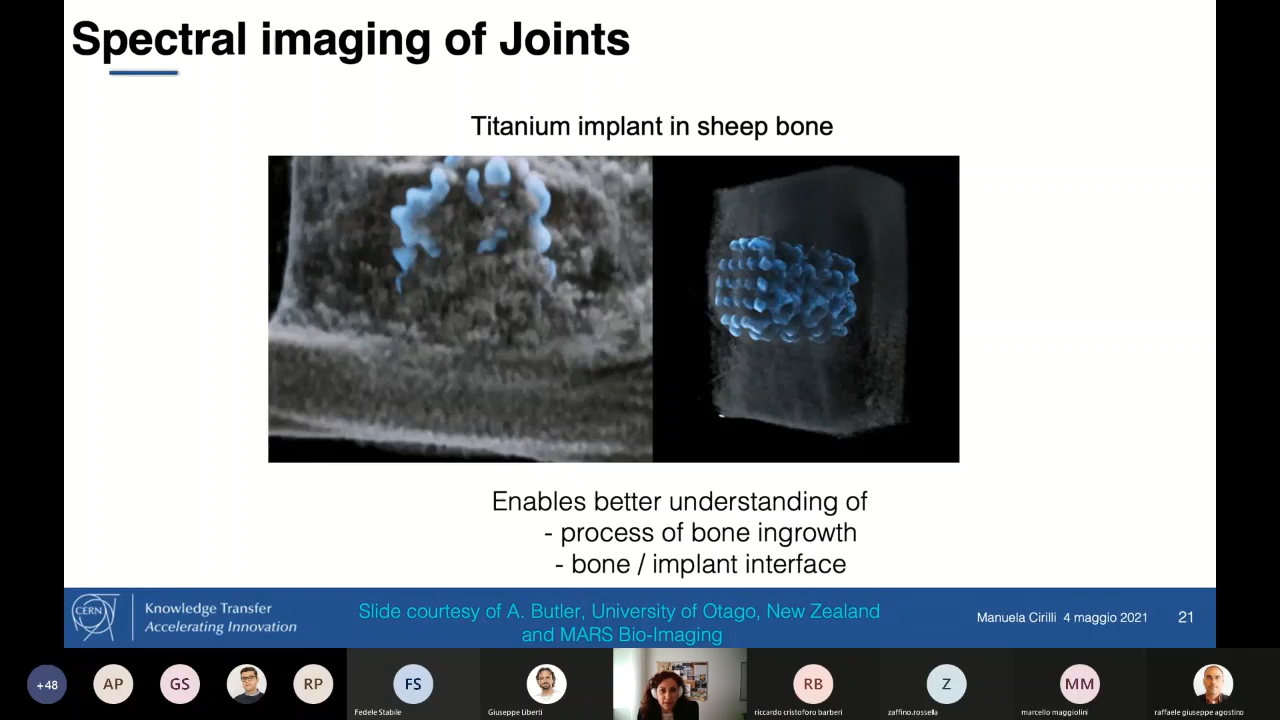 Spectral imaging of Joints
Titanium implant in sheep bone
Enables better understanding of
- process of bone ingrowth
- bone / implant interface
CERN
Knowledge Transfer
Accelerating Innovation
Slide courtesy of A. Butler, University of Otago, New Zealand
and MARS Bio-Imaging
Manuela Cirilli 4 maggio 2021
21
+48
AP
GS
RP
FS
Fedele Stabile
Giuseppe Liberti
RB
riccardo cristoforo barberi
Z
zaffino.rossella
MM
marcello maggiolini
raffaele giuseppe agostino